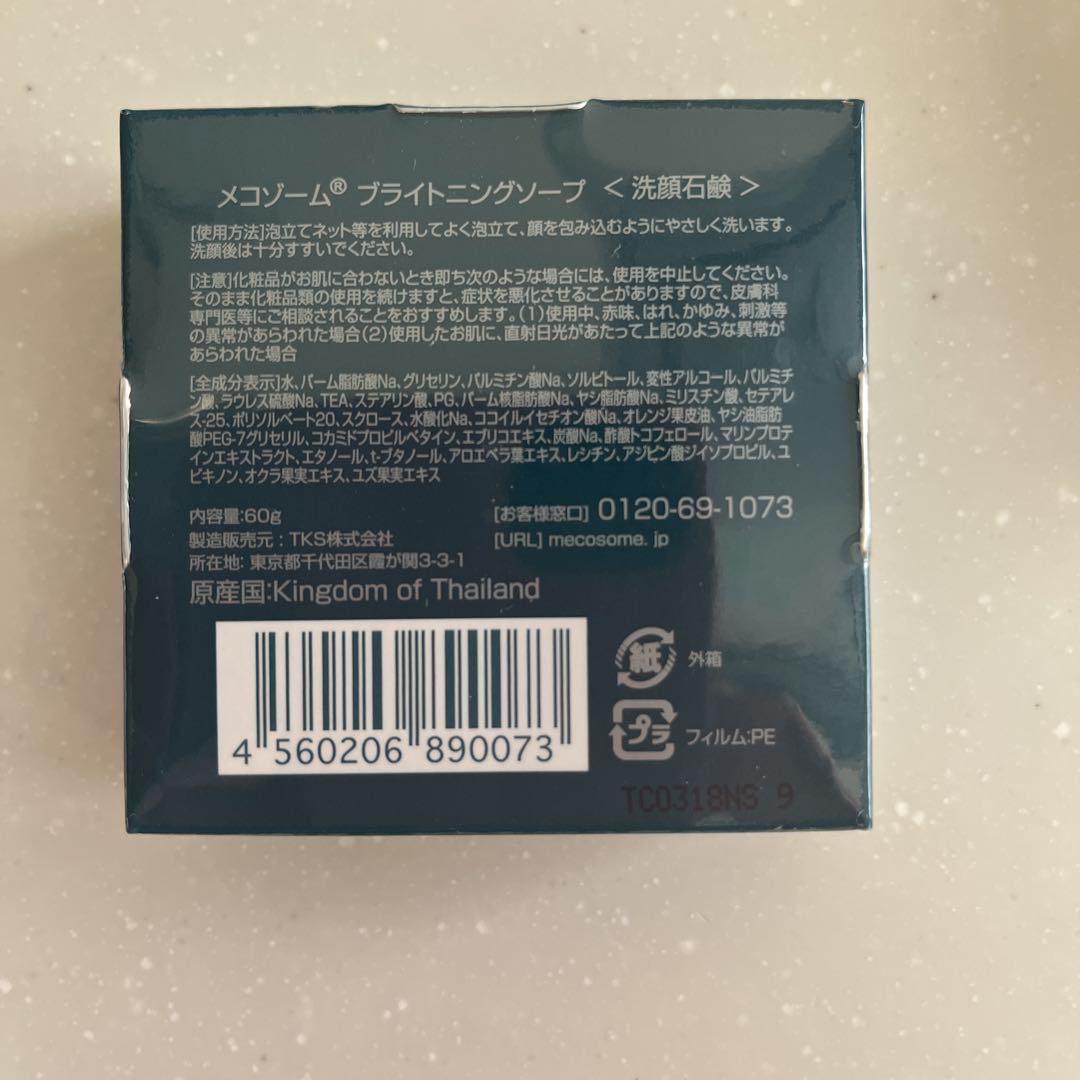 メコゾーム® ブライトニングソープ ＜洗顔石鹸＞
[使用方法]泡立てネット等を利用してよく泡立て、顔を包み込むようにやさしく洗います。
洗顔後は十分すすいでください。
[注意]化粧品がお肌に合わないとき即ち次のような場合には、使用を中止してください。
そのまま化粧品類の使用を続けますと、症状を悪化させることがありますので、皮膚科
専門医等にご相談されることをおすすめします。(1)使用中、赤味、はれ、かゆみ、刺激等
の異常があらわれた場合(2)使用したお肌に、直射日光があたって上記のような異常が
あらわれた場合
[全成分表示]水、パーム脂肪酸Na、グリセリン、パルミチン酸Na、ソルビトール、変性アルコール、パルミチ
ン酸、ラウレス硫酸Na、TEA、ステアリン酸、PG、パーム核脂肪酸Na、ヤシ脂肪酸Na、ミリスチン酸、セテアレ
ス-25、ポリソルベート20、スクロース、水酸化Na、ココイルイセチオン酸Na、オレンジ果皮油、ヤシ油脂肪
酸PEG-7グリセリル、コカミドプロピルベタイン、エブリコエキス、炭酸Na、酢酸トコフェロール、マリンプロテ
インエキストラクト、エタノール、t-ブタノール、アロエベラ葉エキス、レシチン、アジピン酸ジイソプロピル、ユ
ビキノン、オクラ果実エキス、ユズ果実エキス
内容量:60g
[お客様窓口] 0120-69-1073
製造販売元:TKS株式会社
[URL] mecosome.jp
所在地:東京都千代田区霞が関3-3-1
原産国:Kingdom of Thailand
4 560206 890073
紙 外箱
プラ フィルム:PE
TC0318NS 9